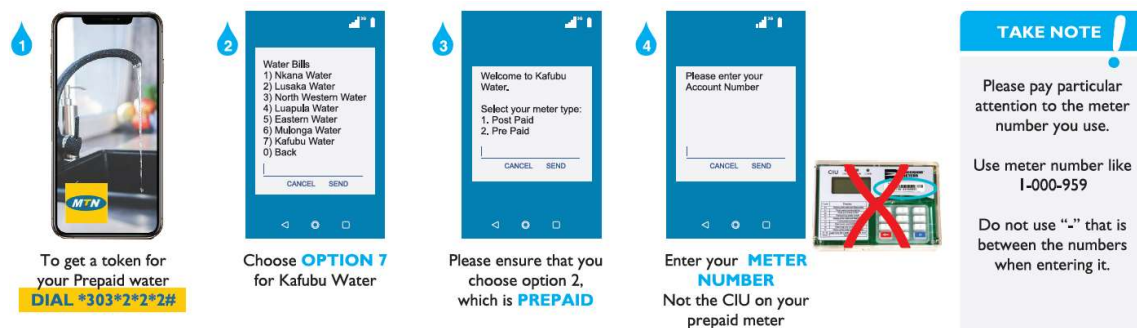 1
MTN
To get a token for
your Prepaid water
DIAL *303*2*2*2#
2
Water Bills
1) Nkana Water
2) Lusaka Water
3) North Western Water
4) Luapula Water
5) Eastern Water
6) Mulonga Water
7) Kafubu Water
0) Back
CANCEL SEND
Choose OPTION 7
for Kafubu Water
3
Welcome to Kafubu
Water.
Select your meter type:
1. Post Paid
2. Pre Paid
CANCEL SEND
Please ensure that you
choose option 2,
which is PREPAID
4
Please enter your
Account Number
CANCEL SEND
Enter your METER
NUMBER
Not the CIU on your
prepaid meter
CIU
TAKE NOTE !
Please pay particular
attention to the meter
number you use.
Use meter number like
1-000-959
Do not use “-” that is
between the numbers
when entering it.